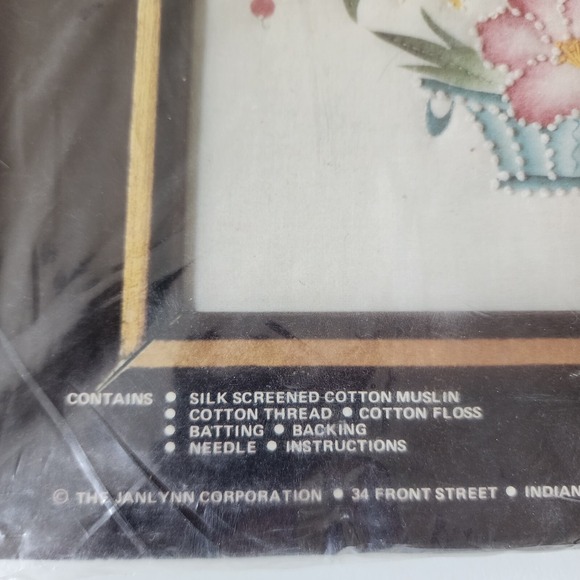 CONTAINS • SILK SCREENED COTTON MUSLIN
• COTTON THREAD • COTTON FLOSS
• BATTING • BACKING
• NEEDLE • INSTRUCTIONS
© THE JANLYNN CORPORATION • 34 FRONT STREET • INDIAN